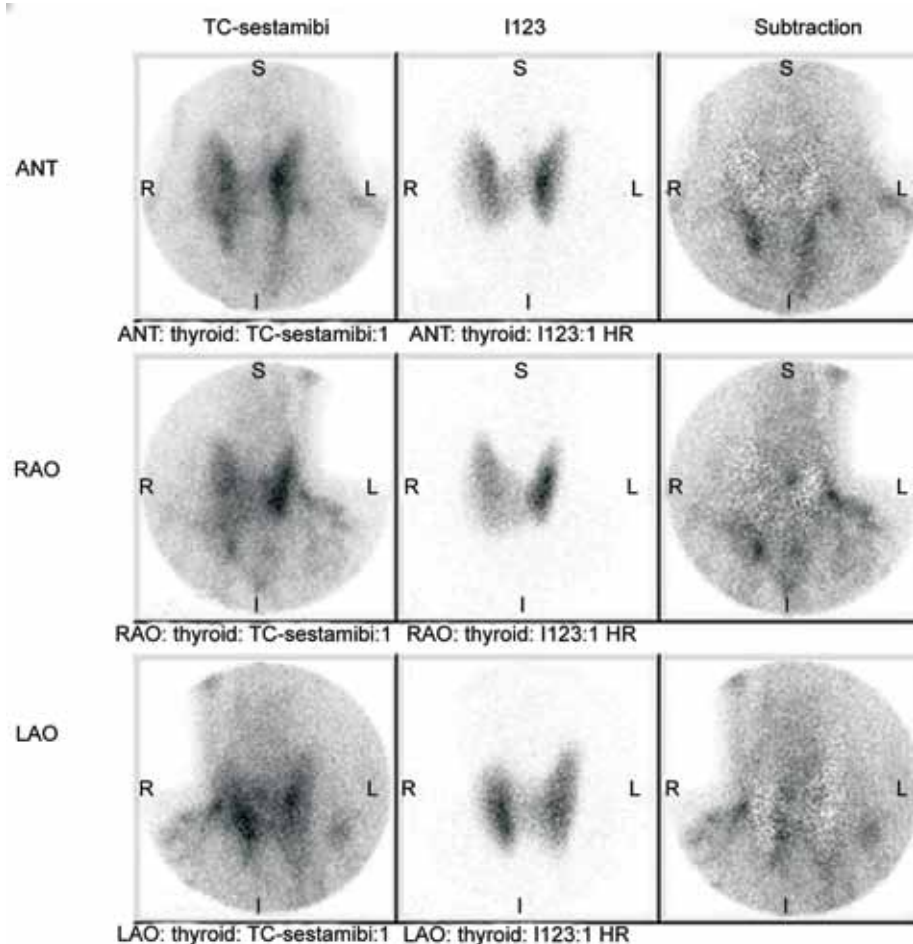 TC-sestamibi I123 Subtraction
S S S
ANT R L R L R L
I I I
ANT: thyroid: TC-sestamibi:1 ANT: thyroid: I123:1 HR
S S S
RAO R L R L R L
I I I
RAO: thyroid: TC-sestamibi:1 RAO: thyroid: I123:1 HR
LAO
R L R L R L
I I I
LAO: thyroid: TC-sestamibi:1 LAO: thyroid: I123:1 HR